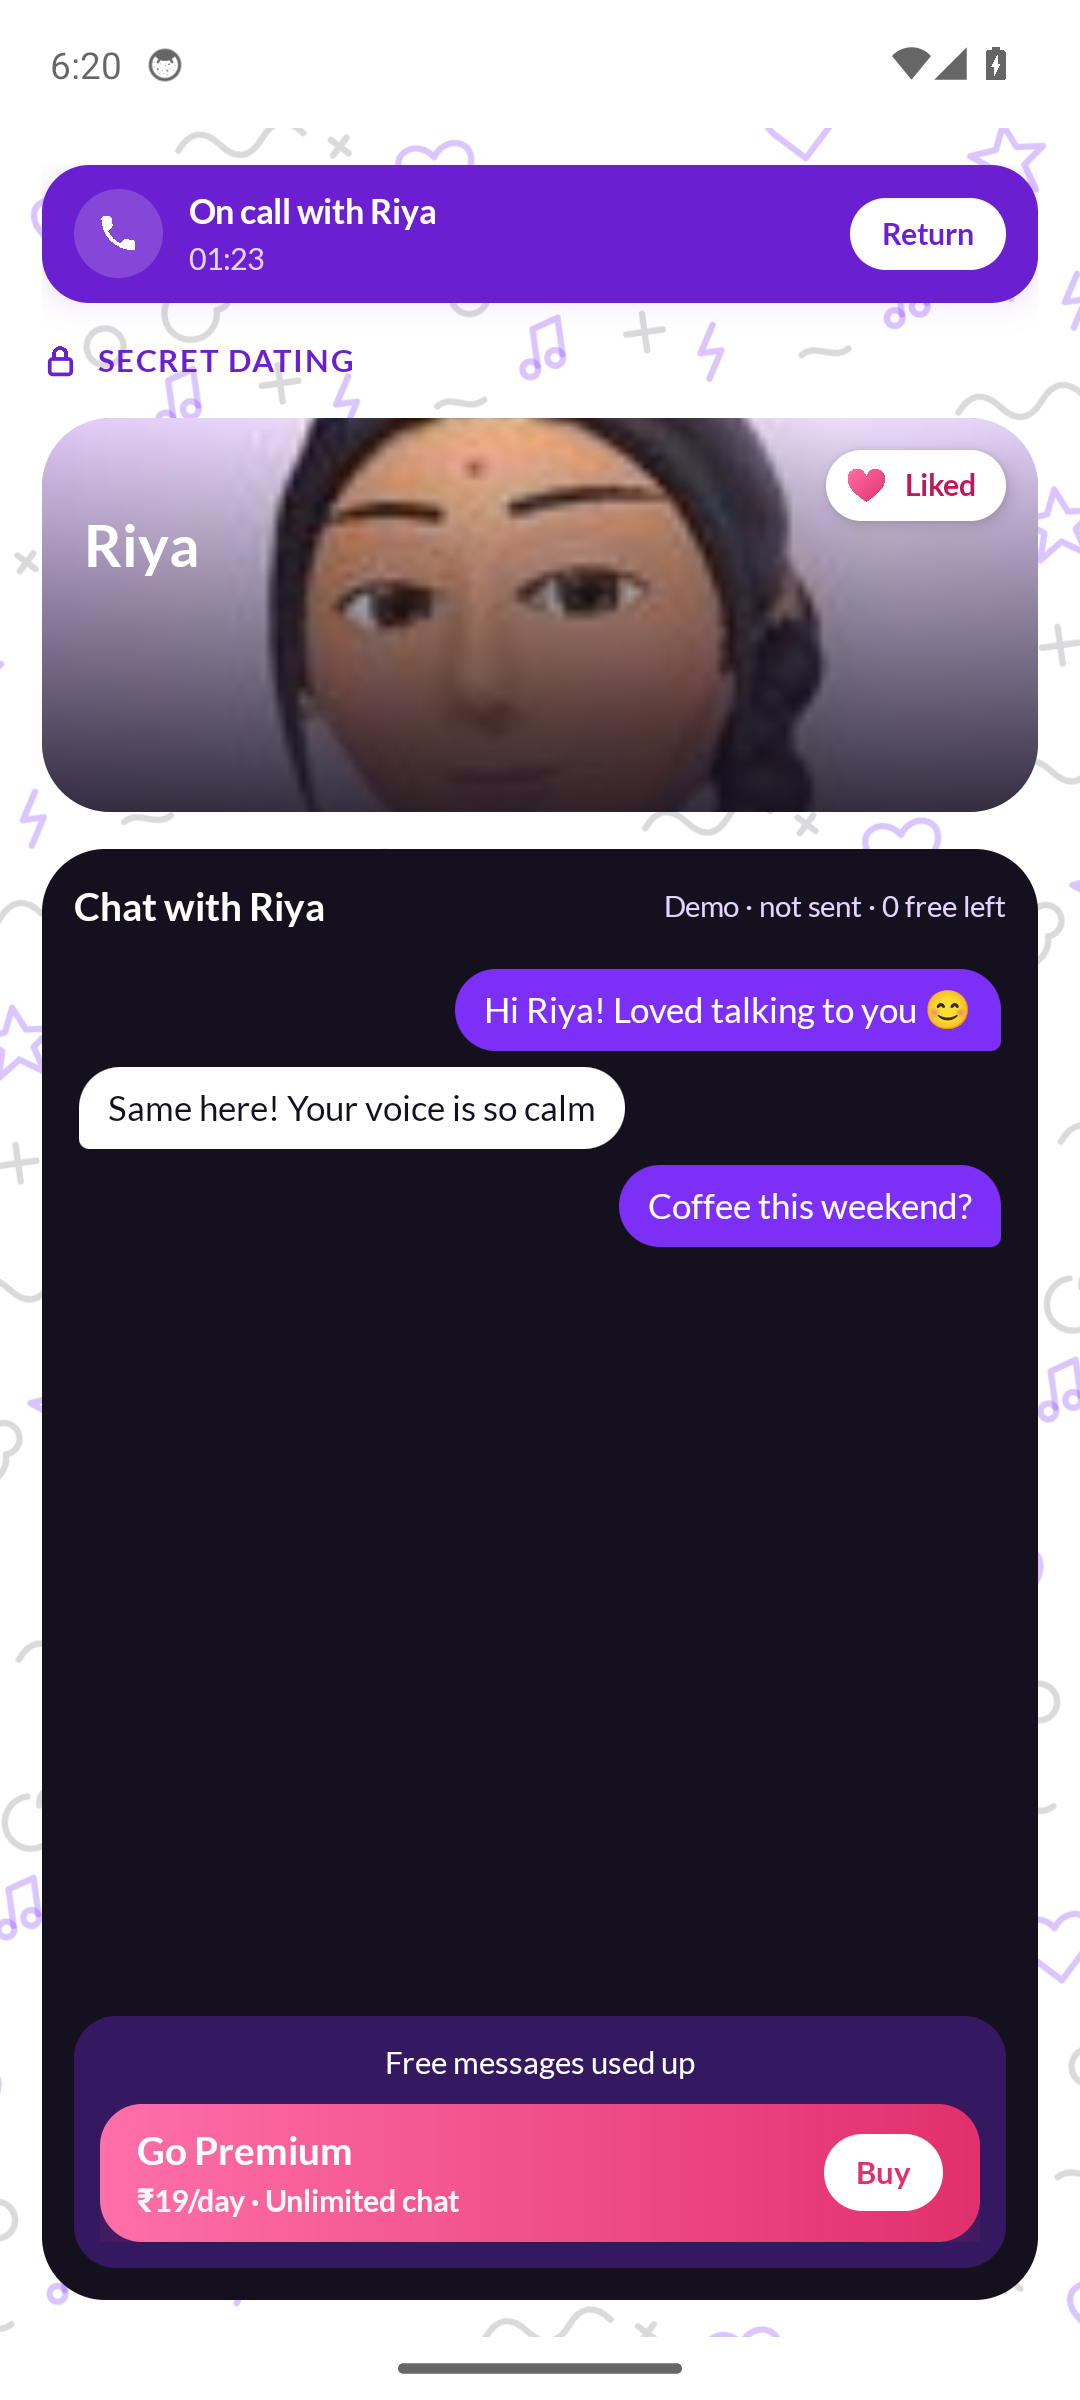 6:20
On call with Riya
01:23
Return
SECRET DATING
Liked
Riya
Chat with Riya
Demo · not sent · 0 free left
Hi Riya! Loved talking to you 😊
Same here! Your voice is so calm
Coffee this weekend?
Free messages used up
Go Premium
₹19/day · Unlimited chat
Buy